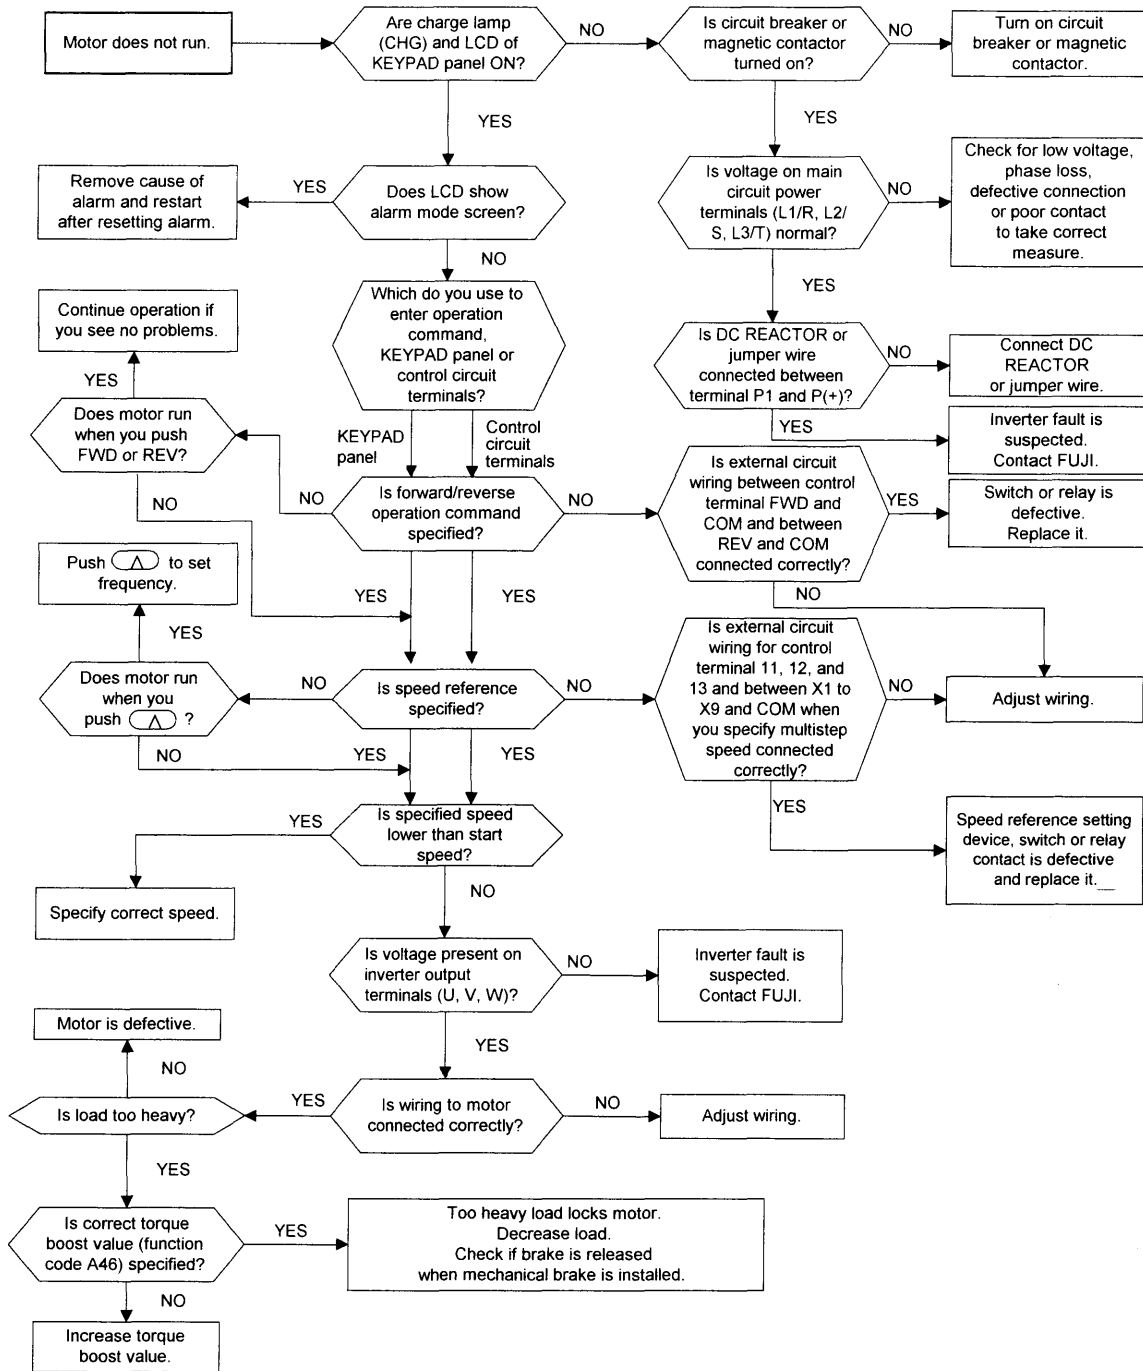 Motor does not run.
Are charge lamp
(CHG) and LCD of
KEYPAD panel ON?
NO
Is circuit breaker or
magnetic contactor
turned on?
NO
Turn on circuit
breaker or magnetic
contactor.
YES
YES
Remove cause of
alarm and restart
after resetting alarm.
YES
Does LCD show
alarm mode screen?
Is voltage on main
circuit power
terminals (L1/R, L2/
S, L3/T) normal?
NO
Check for low voltage,
phase loss,
defective connection
or poor contact
to take correct
measure.
NO
YES
Continue operation if
you see no problems.
Which do you use to
enter operation
command,
KEYPAD panel or
control circuit
terminals?
Is DC REACTOR or
jumper wire
connected between
terminal P1 and P(+)?
NO
Connect DC
REACTOR
or jumper wire.
YES
Does motor run
when you push
FWD or REV?
KEYPAD
panel
Control
circuit
terminals
YES
Inverter fault is
suspected.
Contact FUJI.
NO
Is forward/reverse
operation command
specified?
NO
Is external circuit
wiring between control
terminal FWD and
COM and between
REV and COM
connected correctly?
YES
Switch or relay is
defective.
Replace it.
NO
Push △ to set
frequency.
YES
YES
NO
YES
Does motor run
when you
push △ ?
NO
Is speed reference
specified?
NO
Is external circuit
wiring for control
terminal 11, 12, and
13 and between X1 to
X9 and COM when
you specify multistep
speed connected
correctly?
NO
Adjust wiring.
NO
YES
YES
YES
Is specified speed
lower than start
speed?
YES
Speed reference setting
device, switch or relay
contact is defective
and replace it.
Specify correct speed.
NO
Is voltage present on
inverter output
terminals (U, V, W)?
NO
Inverter fault is
suspected.
Contact FUJI.
Motor is defective.
YES
NO
Is load too heavy?
YES
Is wiring to motor
connected correctly?
NO
Adjust wiring.
YES
Is correct torque
boost value (function
code A46) specified?
YES
Too heavy load locks motor.
Decrease load.
Check if brake is released
when mechanical brake is installed.
NO
Increase torque
boost value.